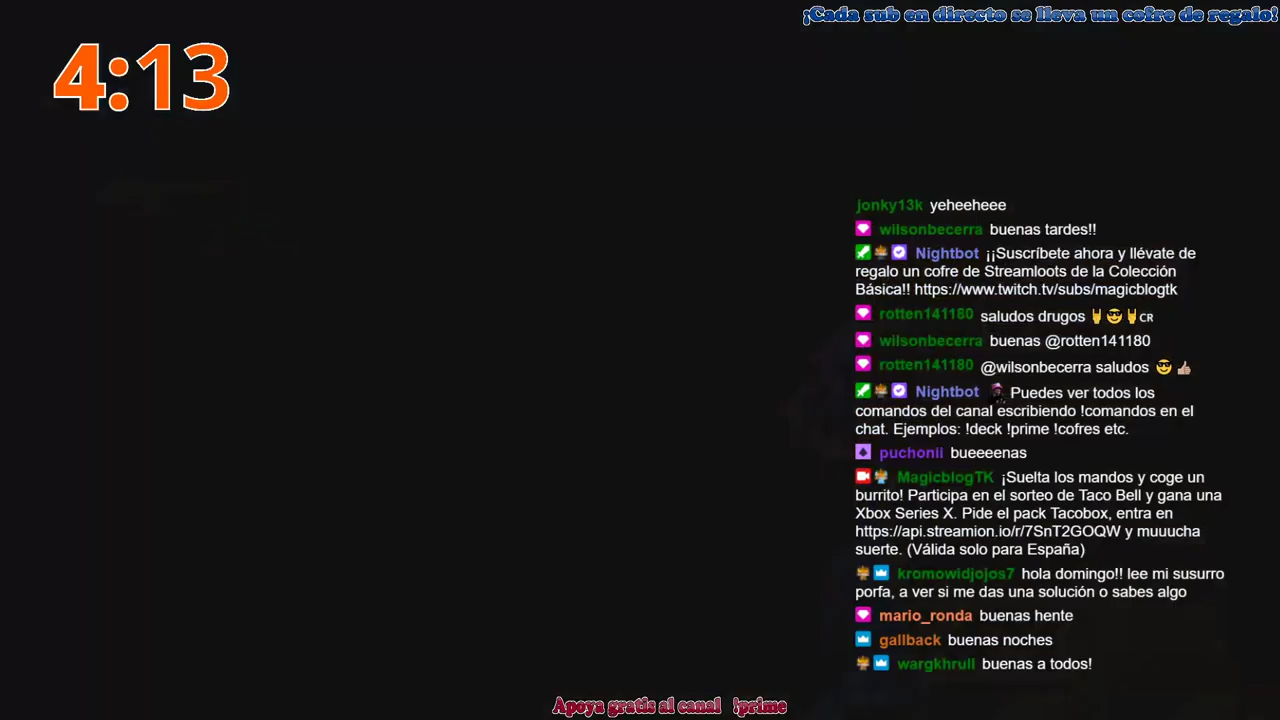 ¡Cada sub en directo se lleva un cofre de regalo!
4:13
jonky13k yeheeheee
wilsonbecerra buenas tardes!!
Nightbot ¡¡Suscríbete ahora y llévate de
regalo un cofre de Streamloots de la Colección
Básica!! https://www.twitch.tv/subs/magicblogtk
rotten141180 saludos drugos 🤘😎🤘CR
wilsonbecerra buenas @rotten141180
rotten141180 @wilsonbecerra saludos 😎👍
Nightbot Puedes ver todos los
comandos del canal escribiendo !comandos en el
chat. Ejemplos: !deck !prime !cofres etc.
puchonii bueeeenas
MagicblogTK ¡Suelta los mandos y coge un
burrito! Participa en el sorteo de Taco Bell y gana una
Xbox Series X. Pide el pack Tacobox, entra en
https://api.streamion.io/r/7SnT2GOQW y muuucha
suerte. (Válida solo para España)
kromowidjojos7 hola domingo!! lee mi susurro
porfa, a ver si me das una solución o sabes algo
mario_ronda buenas hente
gallback buenas noches
wargkhrull buenas a todos!
Apoya gratis al canal !prime